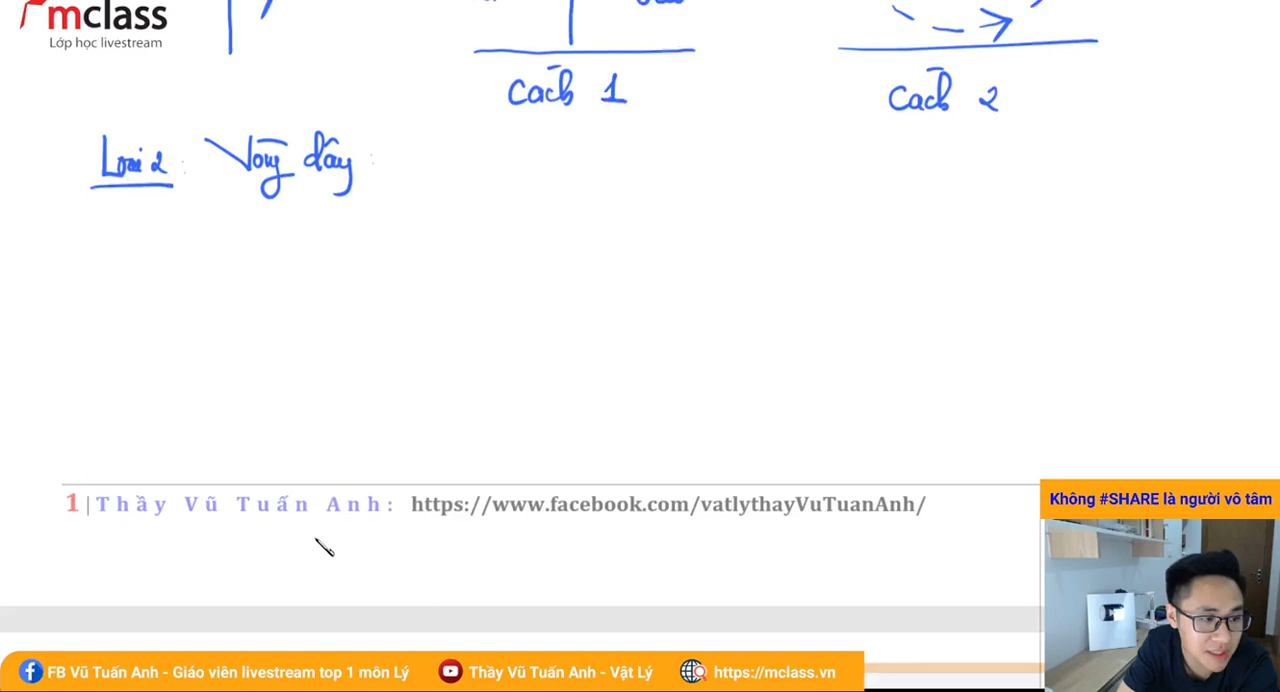 mclass
Lớp học livestream
Cách 1
Cách 2
Loại 2: Vòng dây:
1|Thầy Vũ Tuấn Anh: https://www.facebook.com/vatlythayVuTuanAnh/
Không #SHARE là người vô tâm
FB Vũ Tuấn Anh - Giáo viên livestream top 1 môn Lý
Thầy Vũ Tuấn Anh - Vật Lý
https://mclass.vn